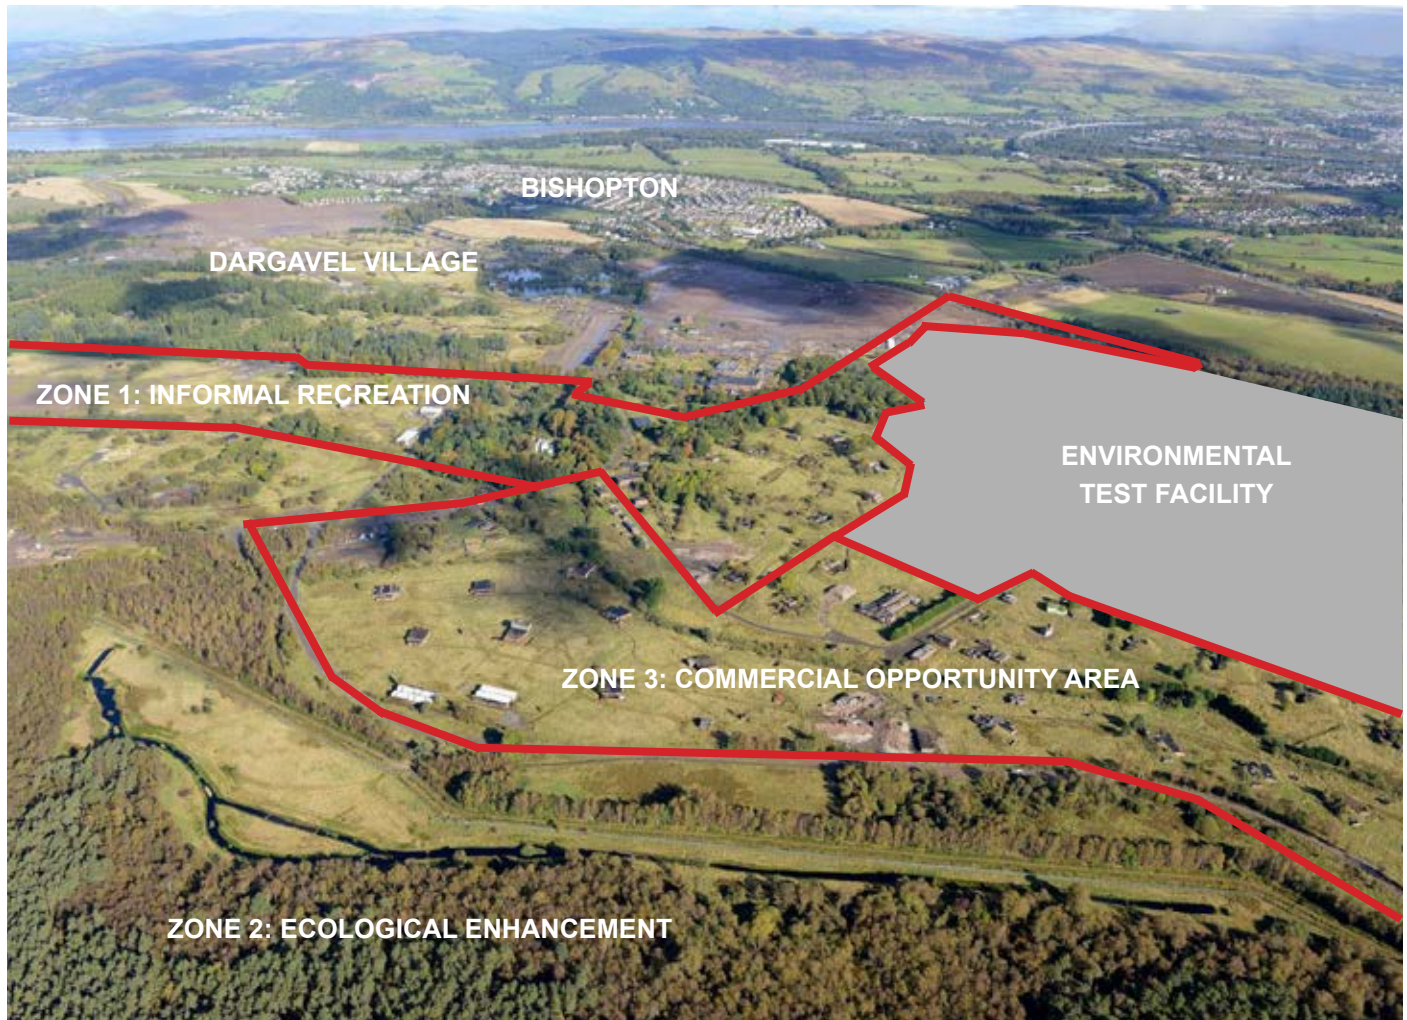 BISHOPTON
DARGAVEL VILLAGE
ZONE 1: INFORMAL RECREATION
ENVIRONMENTAL
TEST FACILITY
ZONE 3: COMMERCIAL OPPORTUNITY AREA
ZONE 2: ECOLOGICAL ENHANCEMENT